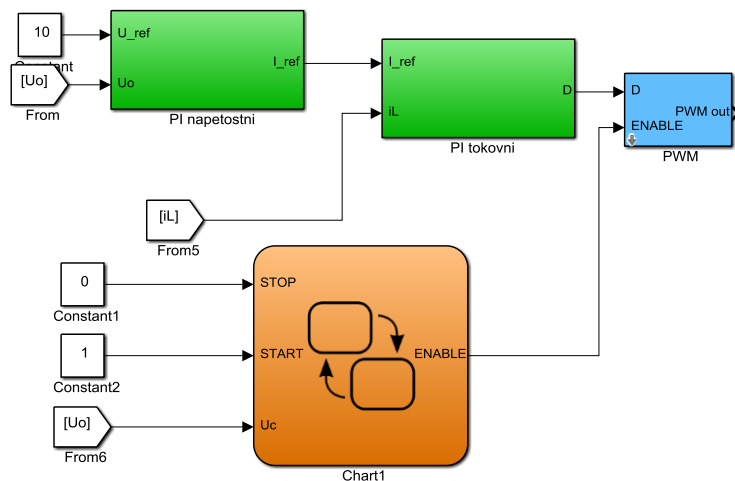 10
Constant
[Uo]
From
U_ref
Uo
I_ref
PI napetostni
I_ref
iL
D
PI tokovni
D
ENABLE
PWM out
PWM
[iL]
From5
0
Constant1
1
Constant2
[Uo]
From6
STOP
START
Uc
ENABLE
Chart1